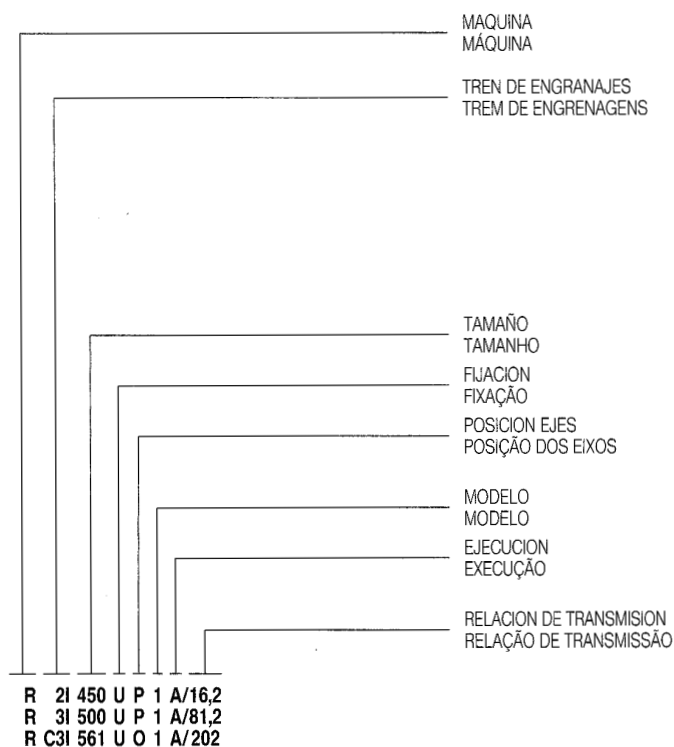 MAQUINA
MÁQUINA
TREN DE ENGRANAJES
TREM DE ENGRENAGENS
TAMAÑO
TAMANHO
FIJACION
FIXAÇÃO
POSICION EJES
POSIÇÃO DOS EIXOS
MODELO
MODELO
EJECUCION
EXECUÇÃO
RELACION DE TRANSMISION
RELAÇÃO DE TRANSMISSÃO
R 2I 450 U P 1 A/16,2
R 3I 500 U P 1 A/81,2
R C3I 561 U O 1 A/202